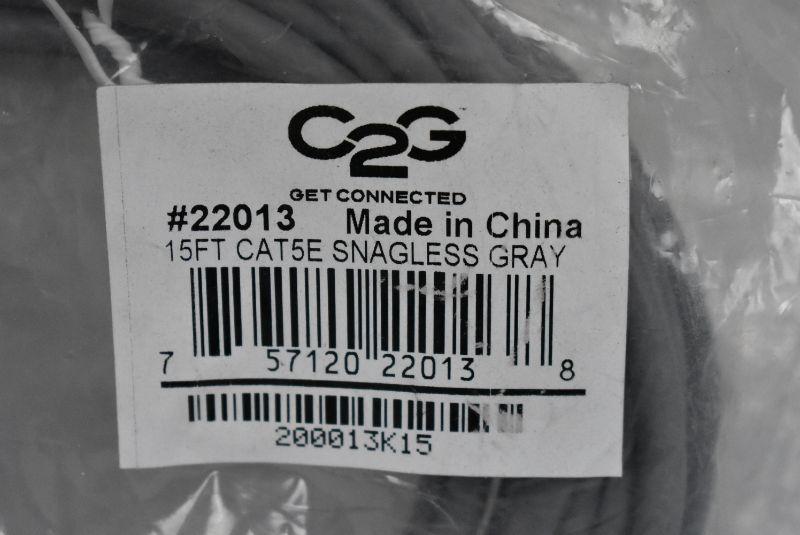 C2G
GET CONNECTED
#22013 Made in China
15FT CAT5E SNAGLESS GRAY
7 57120 22013 8
200013K15